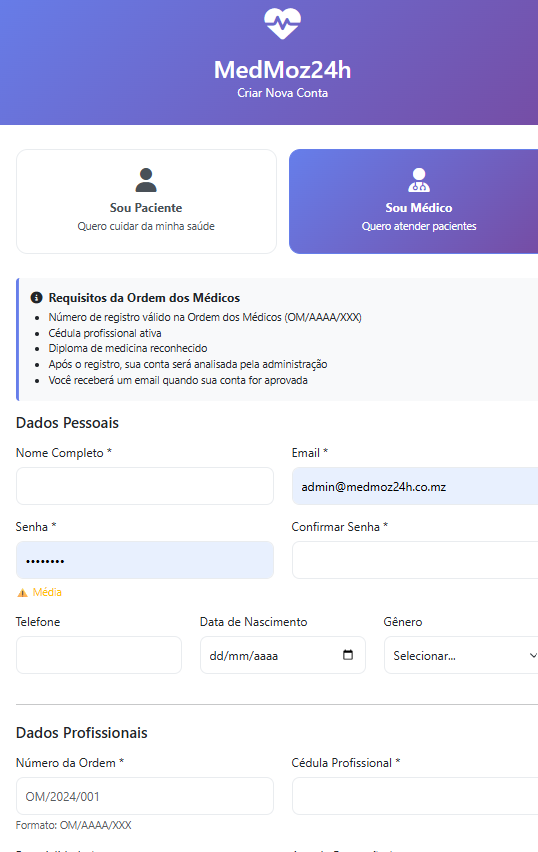 MedMoz24h
Criar Nova Conta
Sou Paciente
Quero cuidar da minha saúde
Sou Médico
Quero atender pacientes
Requisitos da Ordem dos Médicos
Número de registro válido na Ordem dos Médicos (OM/AAAA/XXX)
Cédula profissional ativa
Diploma de medicina reconhecido
Após o registro, sua conta será analisada pela administração
Você receberá um email quando sua conta for aprovada
Dados Pessoais
Nome Completo *
Email *
admin@medmoz24h.co.mz
Senha *
Confirmar Senha *
••••••••
Média
Telefone
Data de Nascimento
Gênero
dd/mm/aaaa
Selecionar...
Dados Profissionais
Número da Ordem *
Cédula Profissional *
OM/2024/001
Formato: OM/AAAA/XXX